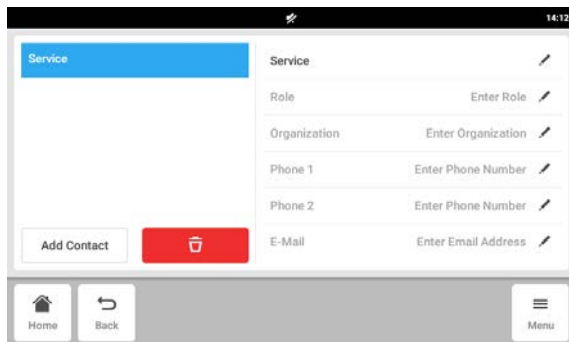 14:12
Service
Add Contact
Service
Role Enter Role
Organization Enter Organization
Phone 1 Enter Phone Number
Phone 2 Enter Phone Number
E-Mail Enter Email Address
Home
Back
Menu